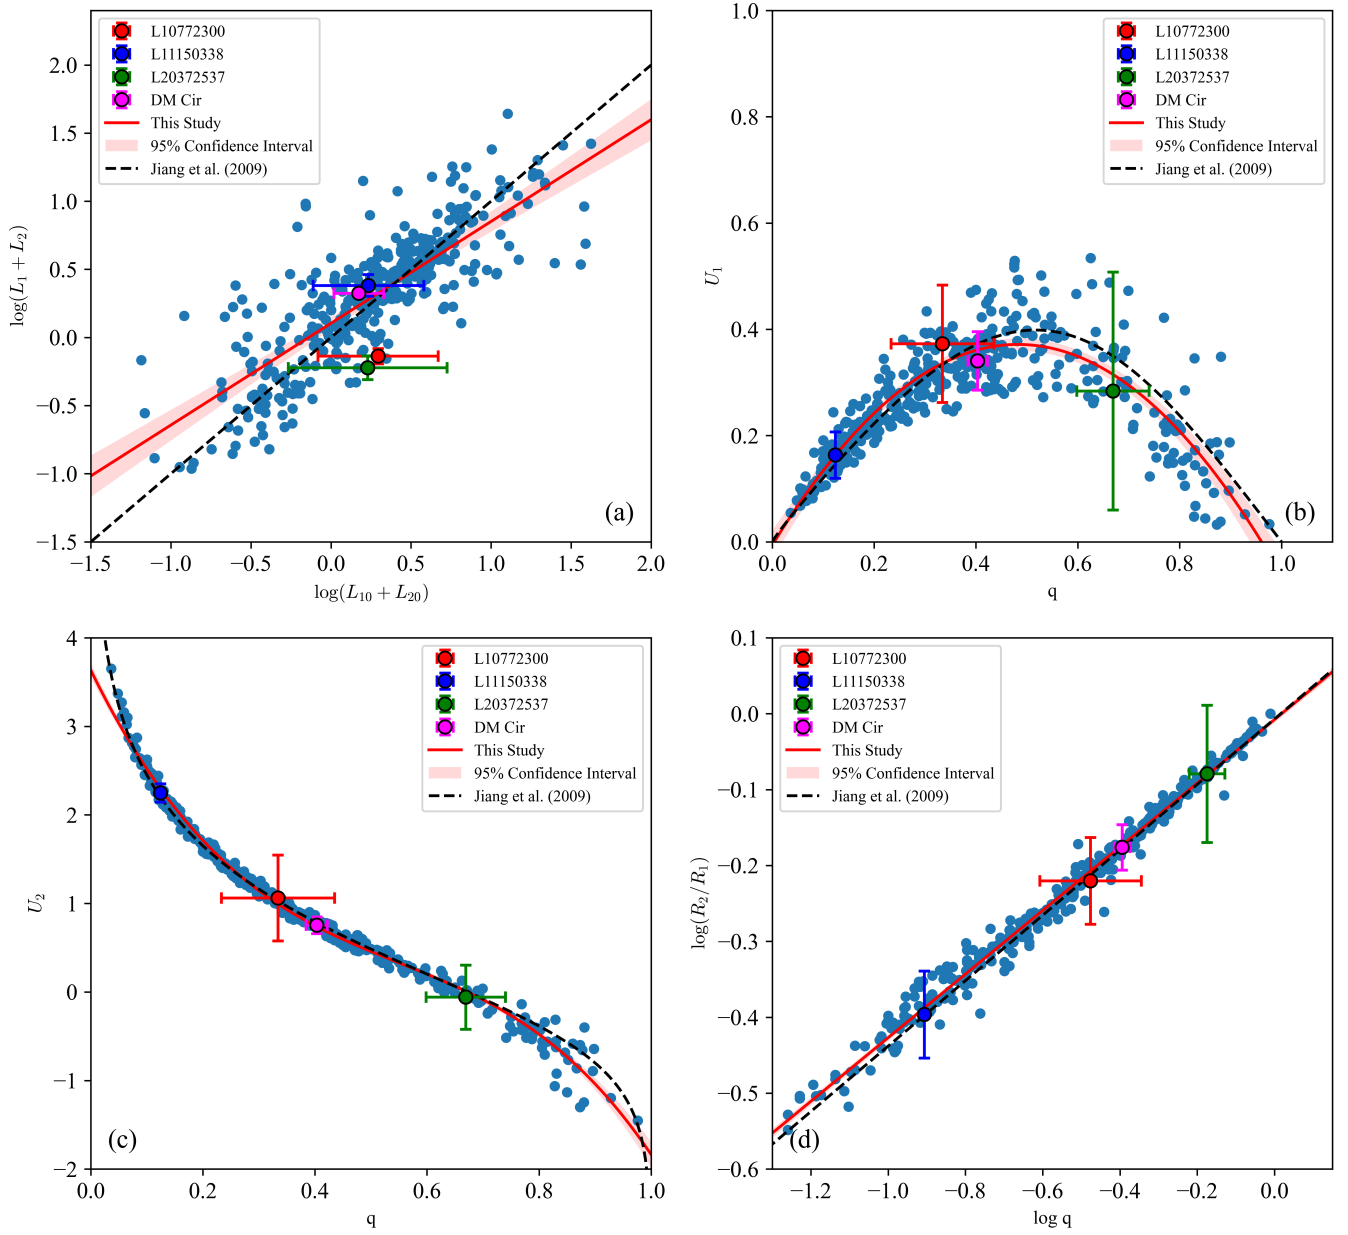 L10772300
L11150338
L20372537
DM Cir
This Study
95% Confidence Interval
Jiang et al. (2009)
2.0
1.5
1.0
0.5
0.0
−0.5
−1.0
−1.5
log(L₁ + L₂)
(a)
−1.5 −1.0 −0.5 0.0 0.5 1.0 1.5 2.0
log(L₁₀ + L₂₀)
L10772300
L11150338
L20372537
DM Cir
This Study
95% Confidence Interval
Jiang et al. (2009)
1.0
0.8
0.6
0.4
0.2
0.0
U₁
(b)
0.0 0.2 0.4 0.6 0.8 1.0
q
L10772300
L11150338
L20372537
DM Cir
This Study
95% Confidence Interval
Jiang et al. (2009)
4
3
2
1
0
−1
−2
U₂
(c)
0.0 0.2 0.4 0.6 0.8 1.0
q
L10772300
L11150338
L20372537
DM Cir
This Study
95% Confidence Interval
Jiang et al. (2009)
0.1
0.0
−0.1
−0.2
−0.3
−0.4
−0.5
−0.6
log(R₂/R₁)
(d)
−1.2 −1.0 −0.8 −0.6 −0.4 −0.2 0.0
log q